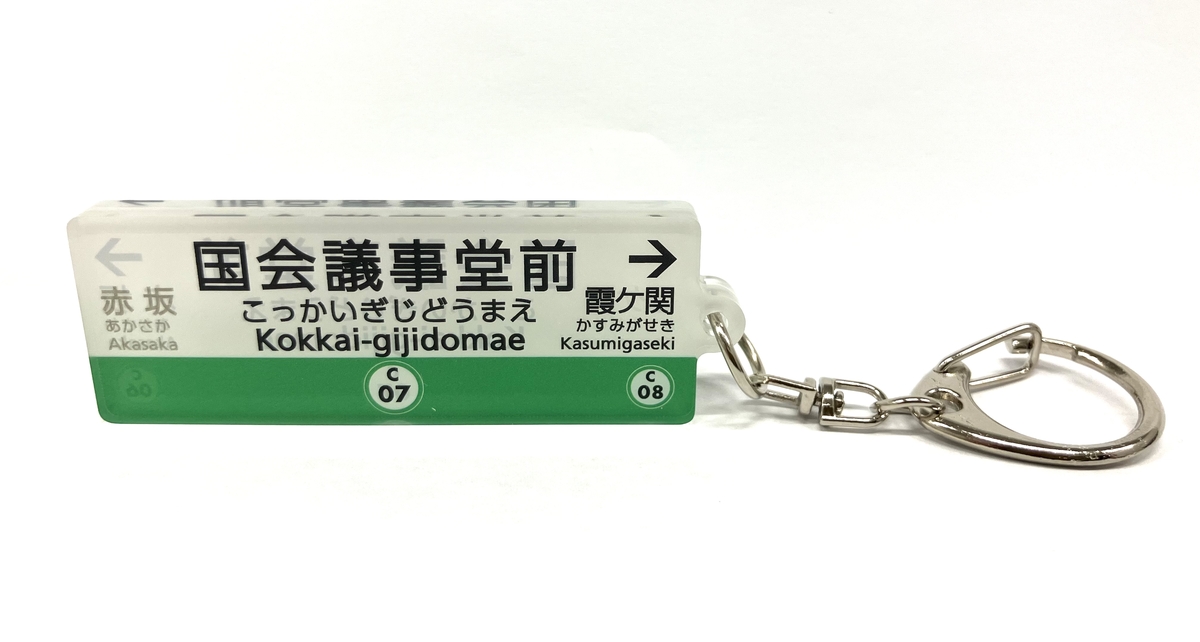 ← 国会議事堂前 →
こっかいぎじどうまえ
Kokkai-gijidomae
赤坂
あかさか
Akasaka
霞ケ関
かすみがせき
Kasumigaseki
C
07
C
08